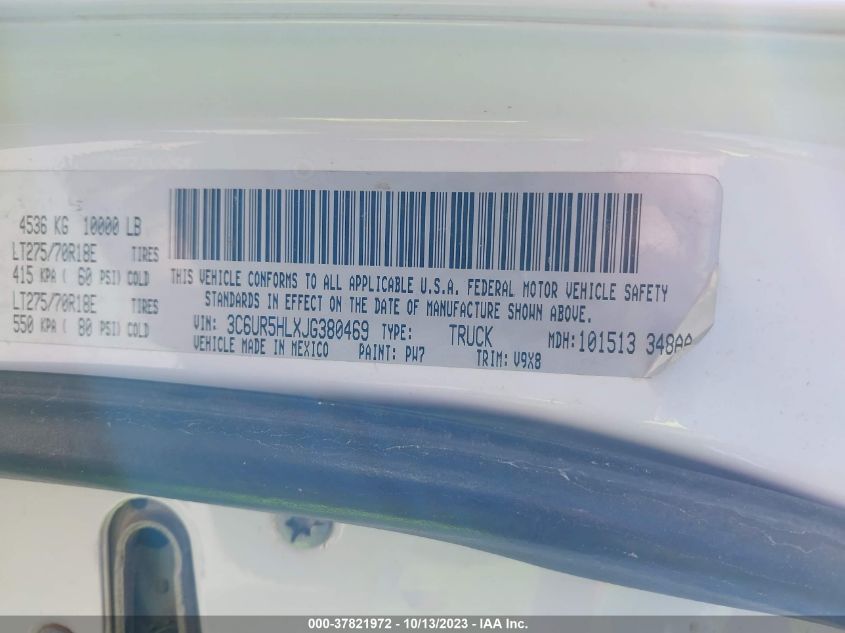 4536 KG 10000 LB
LT275/70R18E TIRES
415 KPA ( 60 PSI) COLD
LT275/70R18E TIRES
550 KPA ( 80 PSI) COLD
THIS VEHICLE CONFORMS TO ALL APPLICABLE U.S.A. FEDERAL MOTOR VEHICLE SAFETY
STANDARDS IN EFFECT ON THE DATE OF MANUFACTURE SHOWN ABOVE.
VIN: 3C6UR5HLXJG380469 TYPE: TRUCK MDH: 101513 348AA
VEHICLE MADE IN MEXICO PAINT: PW7 TRIM: V9X8
000-37821972 - 10/13/2023 - IAA Inc.